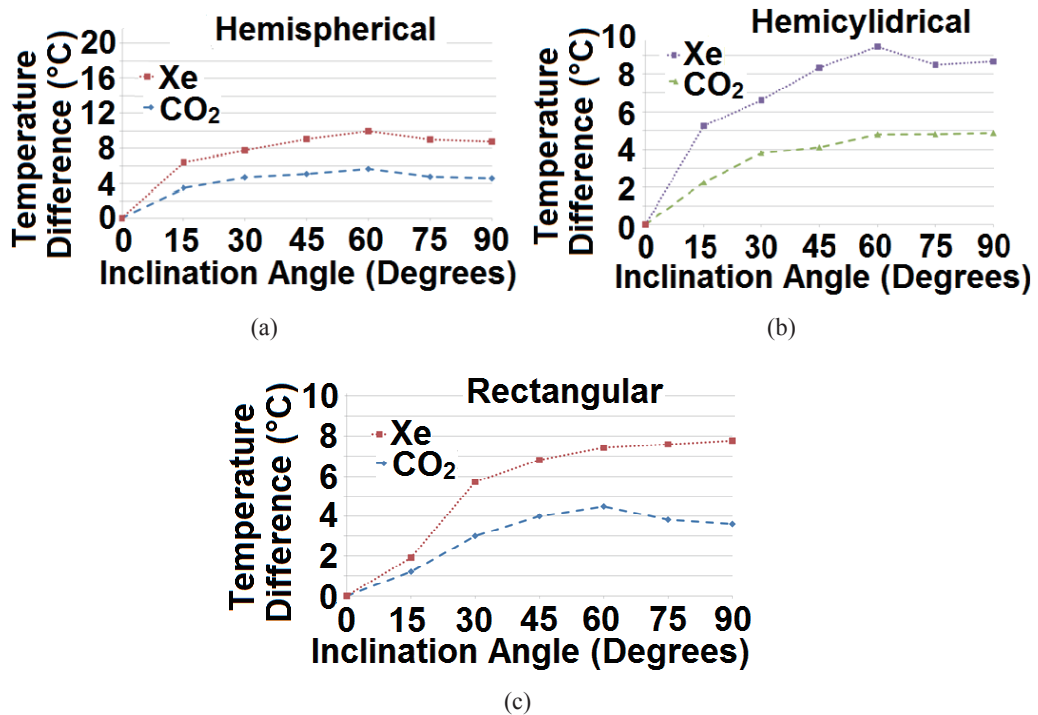 Hemispherical
Temperature
Difference (°C)
20
16
12
8
4
0
Xe
CO₂
0 15 30 45 60 75 90
Inclination Angle (Degrees)
(a)
Hemicylidrical
Temperature
Difference (°C)
10
8
6
4
2
0
Xe
CO₂
0 15 30 45 60 75 90
Inclination Angle (Degrees)
(b)
Rectangular
Temperature
Difference (°C)
10
8
6
4
2
0
Xe
CO₂
0 15 30 45 60 75 90
Inclination Angle (Degrees)
(c)